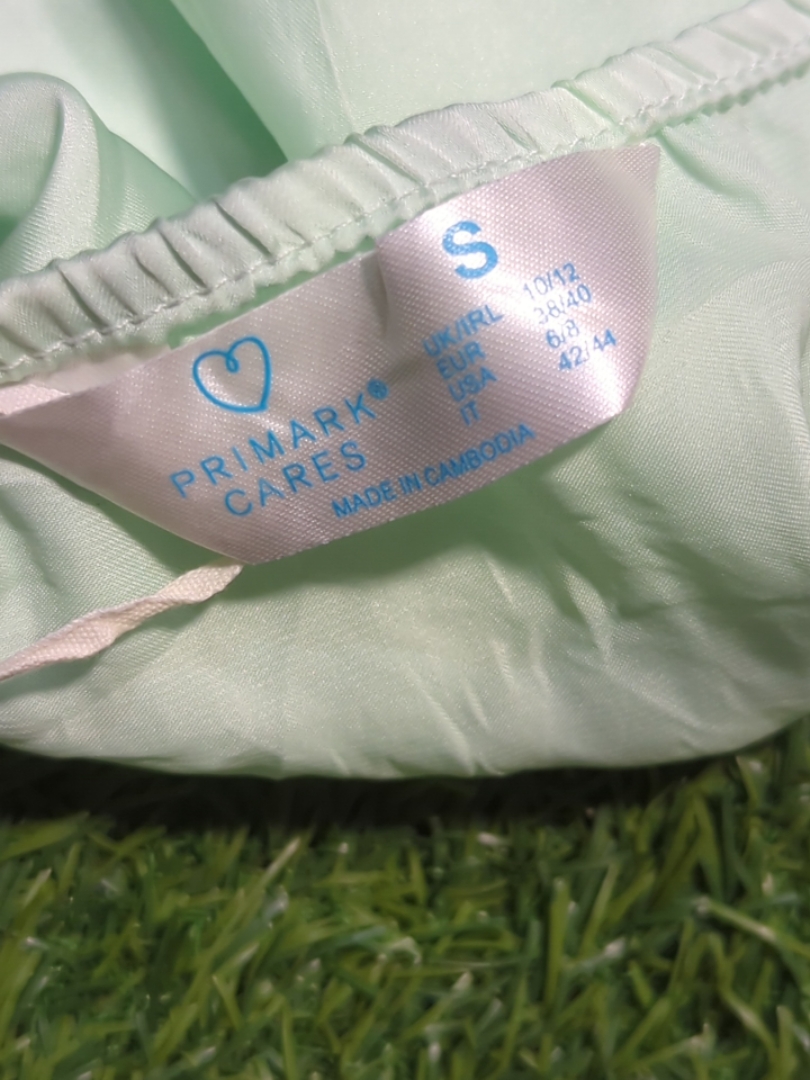 PRIMARK®
CARES
S
UK/IRL 10/12
EUR 38/40
USA 6/8
IT 42/44
MADE IN CAMBODIA